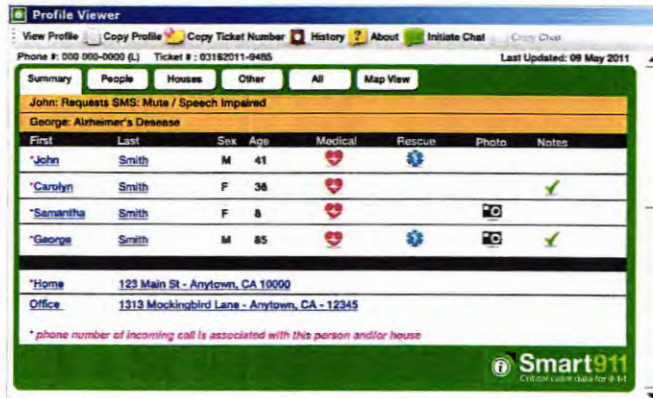 Profile Viewer
View Profile Copy Profile Copy Ticket Number History About Initiate Chat Copy Chat
Phone #: 000 000-0000 (L) Ticket #: 03162011-9485 Last Updated: 09 May 2011
Summary People Houses Other All Map View
John: Requests SMS: Mute / Speech Impaired
George: Alzheimer's Desease
First Last Sex Age Medical Rescue Photo Notes
*John Smith M 41
*Carolyn Smith F 36
*Samantha Smith F 8
*George Smith M 85
*Home 123 Main St - Anytown, CA 10000
Office 1313 Mockingbird Lane - Anytown, CA - 12345
* phone number of incoming call is associated with this person and/or house
Smart911
Critical caller data for 9-1-1